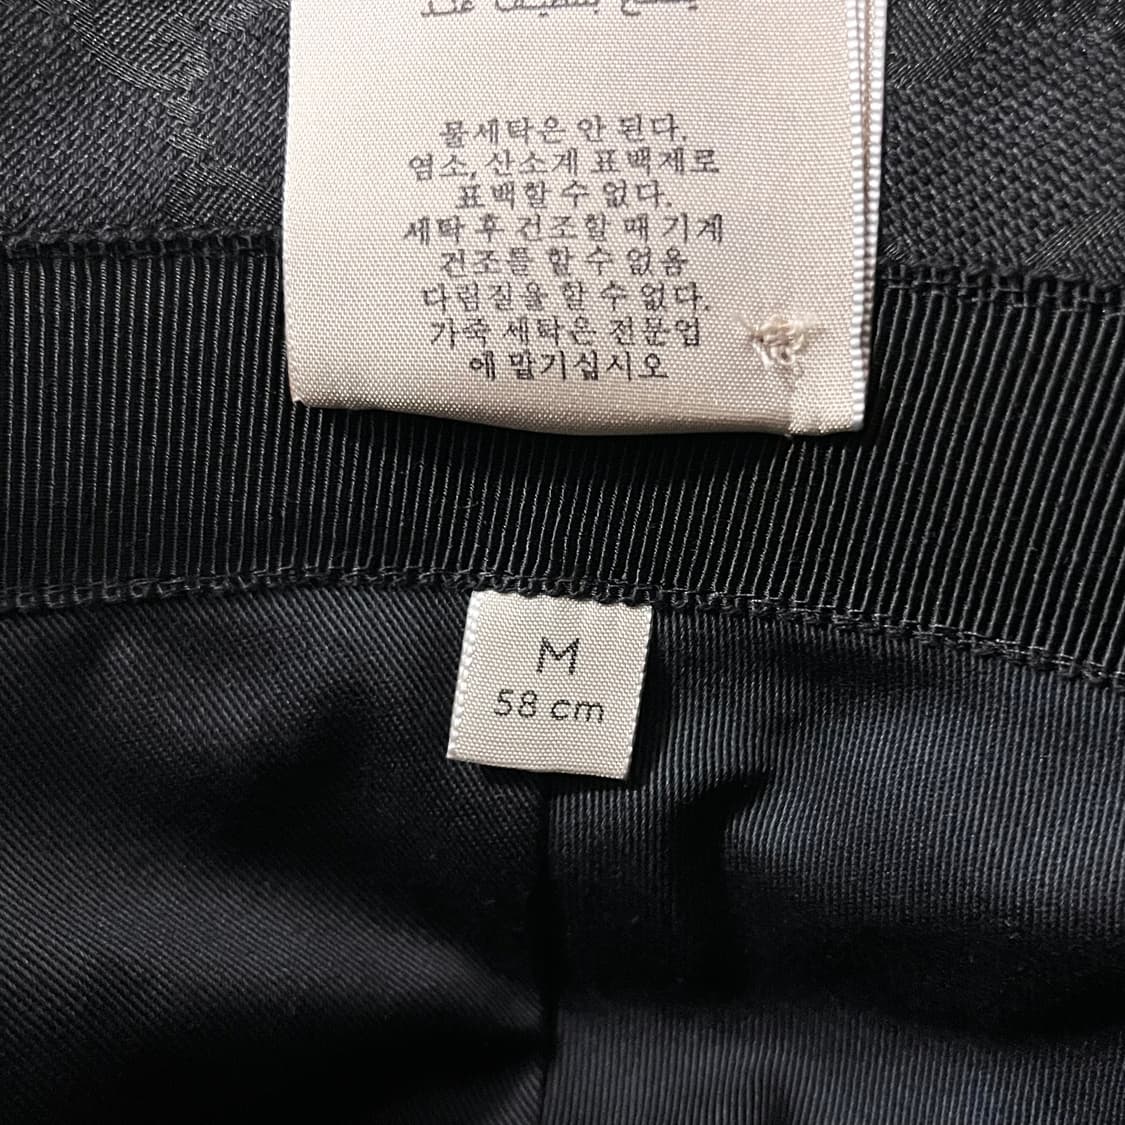 물세탁은 안 된다.
염소, 산소계 표백제로
표백할 수 없다.
세탁 후 건조할 때 기계
건조를 할 수 없음
다림질을 할 수 없다.
가죽 세탁은 전문업
에 맡기십시오
M
58 cm